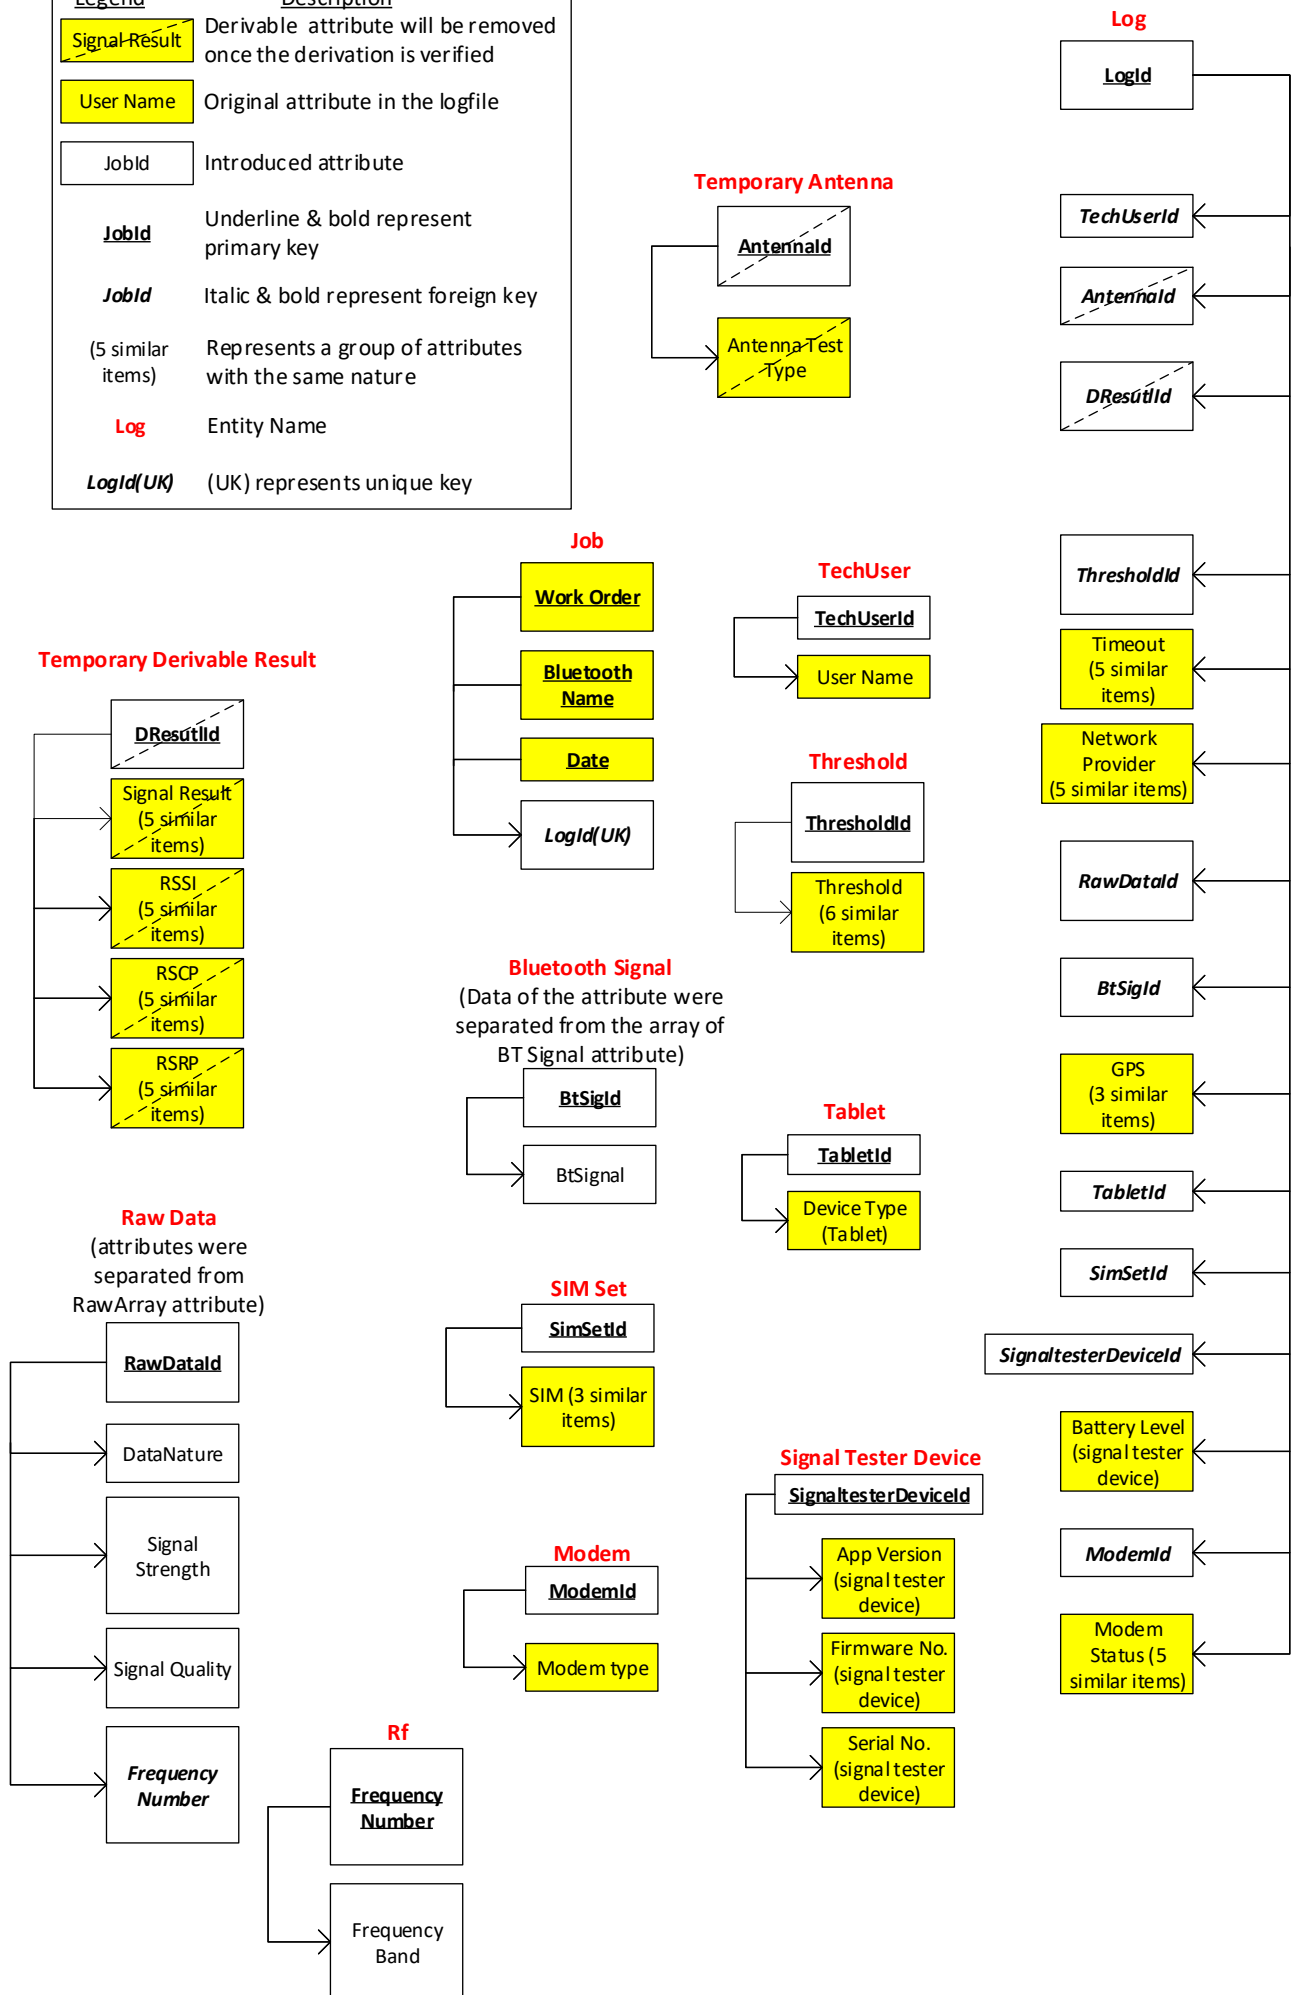 Legend Description
Signal Result
Derivable attribute will be removed
once the derivation is verified
User Name
Original attribute in the logfile
JobId
Introduced attribute
JobId
Underline & bold represent
primary key
JobId
Italic & bold represent foreign key
(5 similar
items)
Represents a group of attributes
with the same nature
Log
Entity Name
LogId(UK)
(UK) represents unique key
Temporary Antenna
AntennaId
Antenna Test
Type
Log
LogId
TechUserId
AntennaId
DResutlId
ThresholdId
Timeout
(5 similar
items)
Network
Provider
(5 similar items)
RawDataId
BtSigId
GPS
(3 similar
items)
TabletId
SimSetId
SignaltesterDeviceId
Battery Level
(signal tester
device)
ModemId
Modem
Status (5
similar items)
Job
Work Order
Bluetooth
Name
Date
LogId(UK)
TechUser
TechUserId
User Name
Temporary Derivable Result
DResutlId
Signal Result
(5 similar
items)
RSSI
(5 similar
items)
RSCP
(5 similar
items)
RSRP
(5 similar
items)
Threshold
ThresholdId
Threshold
(6 similar
items)
Bluetooth Signal
(Data of the attribute were
separated from the array of
BT Signal attribute)
BtSigId
BtSignal
Tablet
TabletId
Device Type
(Tablet)
Raw Data
(attributes were
separated from
RawArray attribute)
RawDataId
DataNature
Signal
Strength
Signal Quality
Frequency
Number
SIM Set
SimSetId
SIM (3 similar
items)
Signal Tester Device
SignaltesterDeviceId
App Version
(signal tester
device)
Firmware No.
(signal tester
device)
Serial No.
(signal tester
device)
Modem
ModemId
Modem type
Rf
Frequency
Number
Frequency
Band